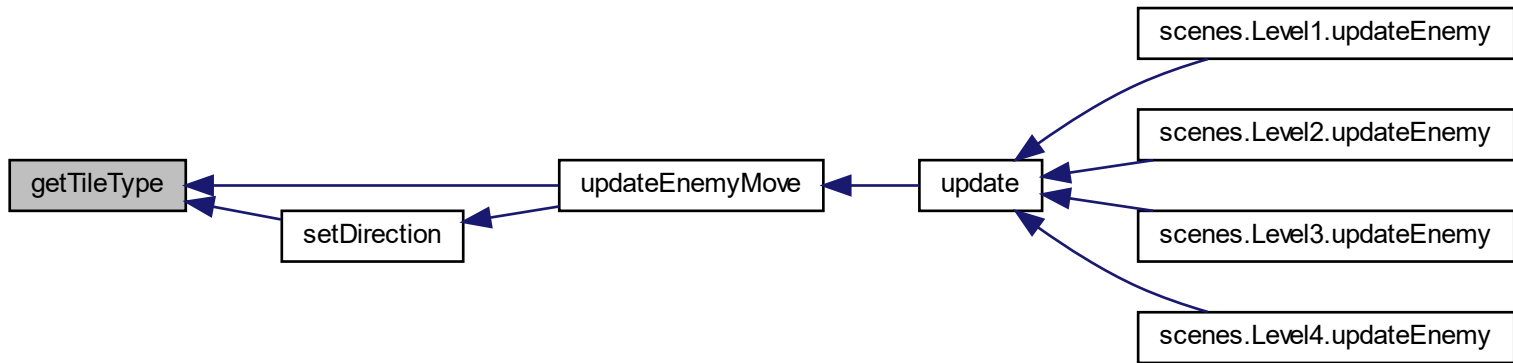 scenes.Level1.updateEnemy
scenes.Level2.updateEnemy
getTileType
updateEnemyMove
update
setDirection
scenes.Level3.updateEnemy
scenes.Level4.updateEnemy